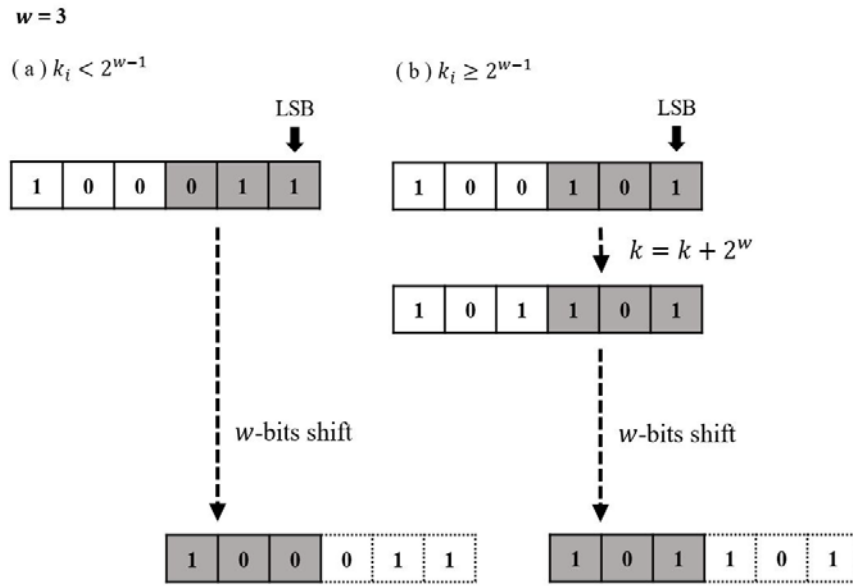 w = 3
( a ) k_i < 2^{w−1}
( b ) k_i ≥ 2^{w−1}
LSB
LSB
1 0 0 0 1 1
1 0 0 1 0 1
k = k + 2^w
1 0 1 1 0 1
w-bits shift
w-bits shift
1 0 0 0 1 1
1 0 1 1 0 1